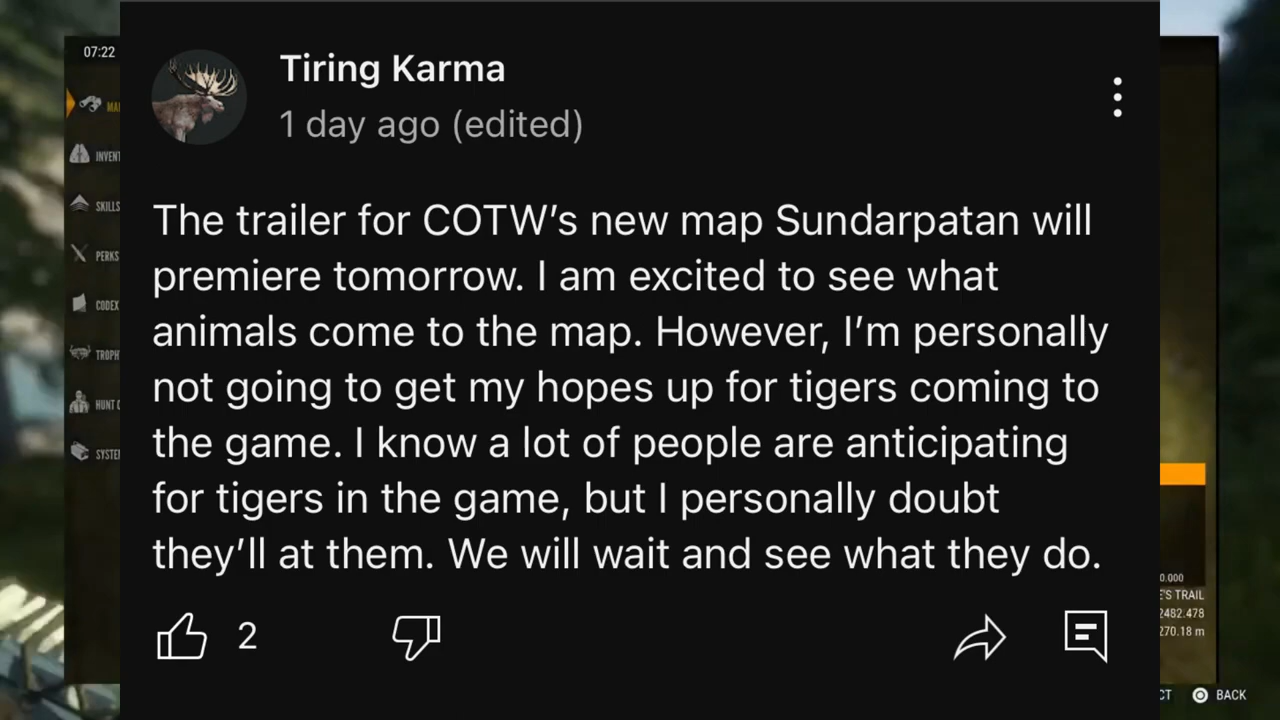 07:22
Tiring Karma
1 day ago (edited)
The trailer for COTW's new map Sundarpatan will
premiere tomorrow. I am excited to see what
animals come to the map. However, I'm personally
not going to get my hopes up for tigers coming to
the game. I know a lot of people are anticipating
for tigers in the game, but I personally doubt
they'll at them. We will wait and see what they do.
2
MA
INVENT
SKILLS
PERKS
CODEX
TROPH
HUNT C
SYSTE
0.000
E'S TRAIL
2482.478
270.18 m
CT
BACK